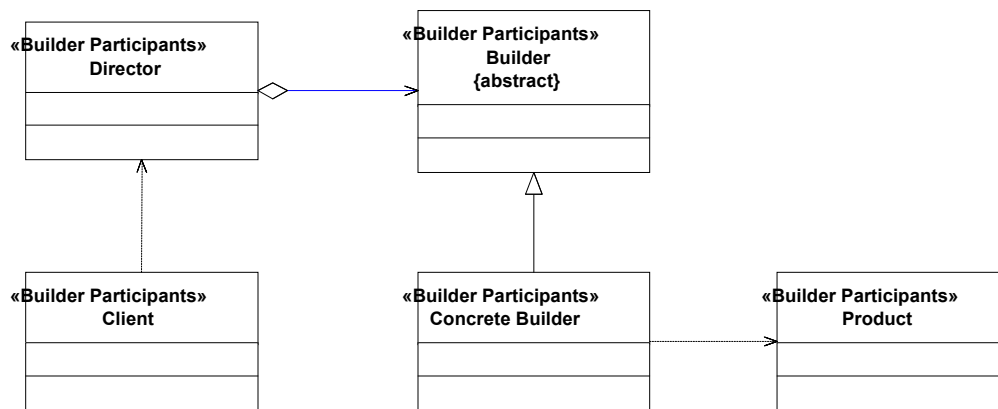 «Builder Participants»
Director
«Builder Participants»
Builder
{abstract}
«Builder Participants»
Client
«Builder Participants»
Concrete Builder
«Builder Participants»
Product